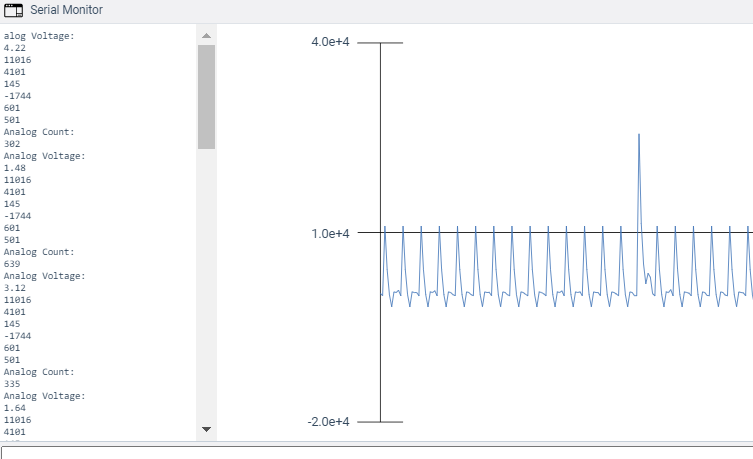 Serial Monitor
alog Voltage:
4.22
11016
4101
145
-1744
601
501
Analog Count:
302
Analog Voltage:
1.48
11016
4101
145
-1744
601
501
Analog Count:
639
Analog Voltage:
3.12
11016
4101
145
-1744
601
501
Analog Count:
335
Analog Voltage:
1.64
11016
4101
4.0e+4
1.0e+4
-2.0e+4